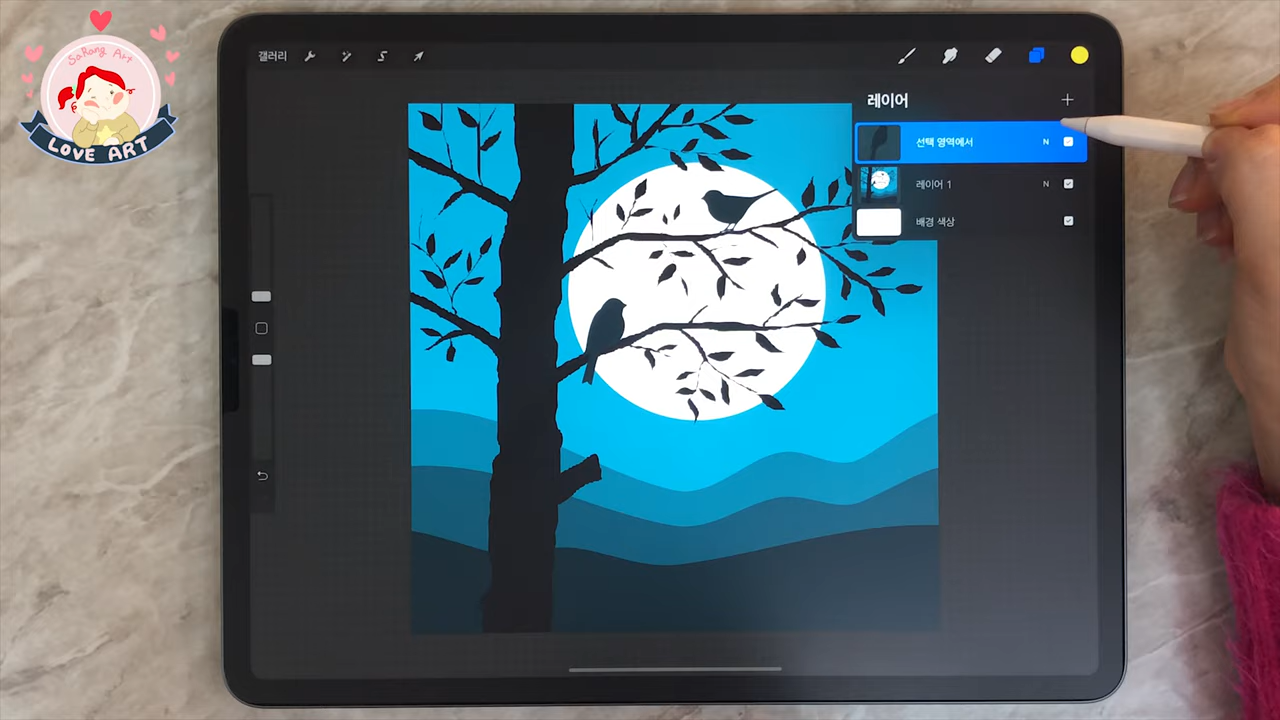 SaRang Art
LOVE ART
갤러리
레이어
선택 영역에서 N
레이어 1 N
배경 색상